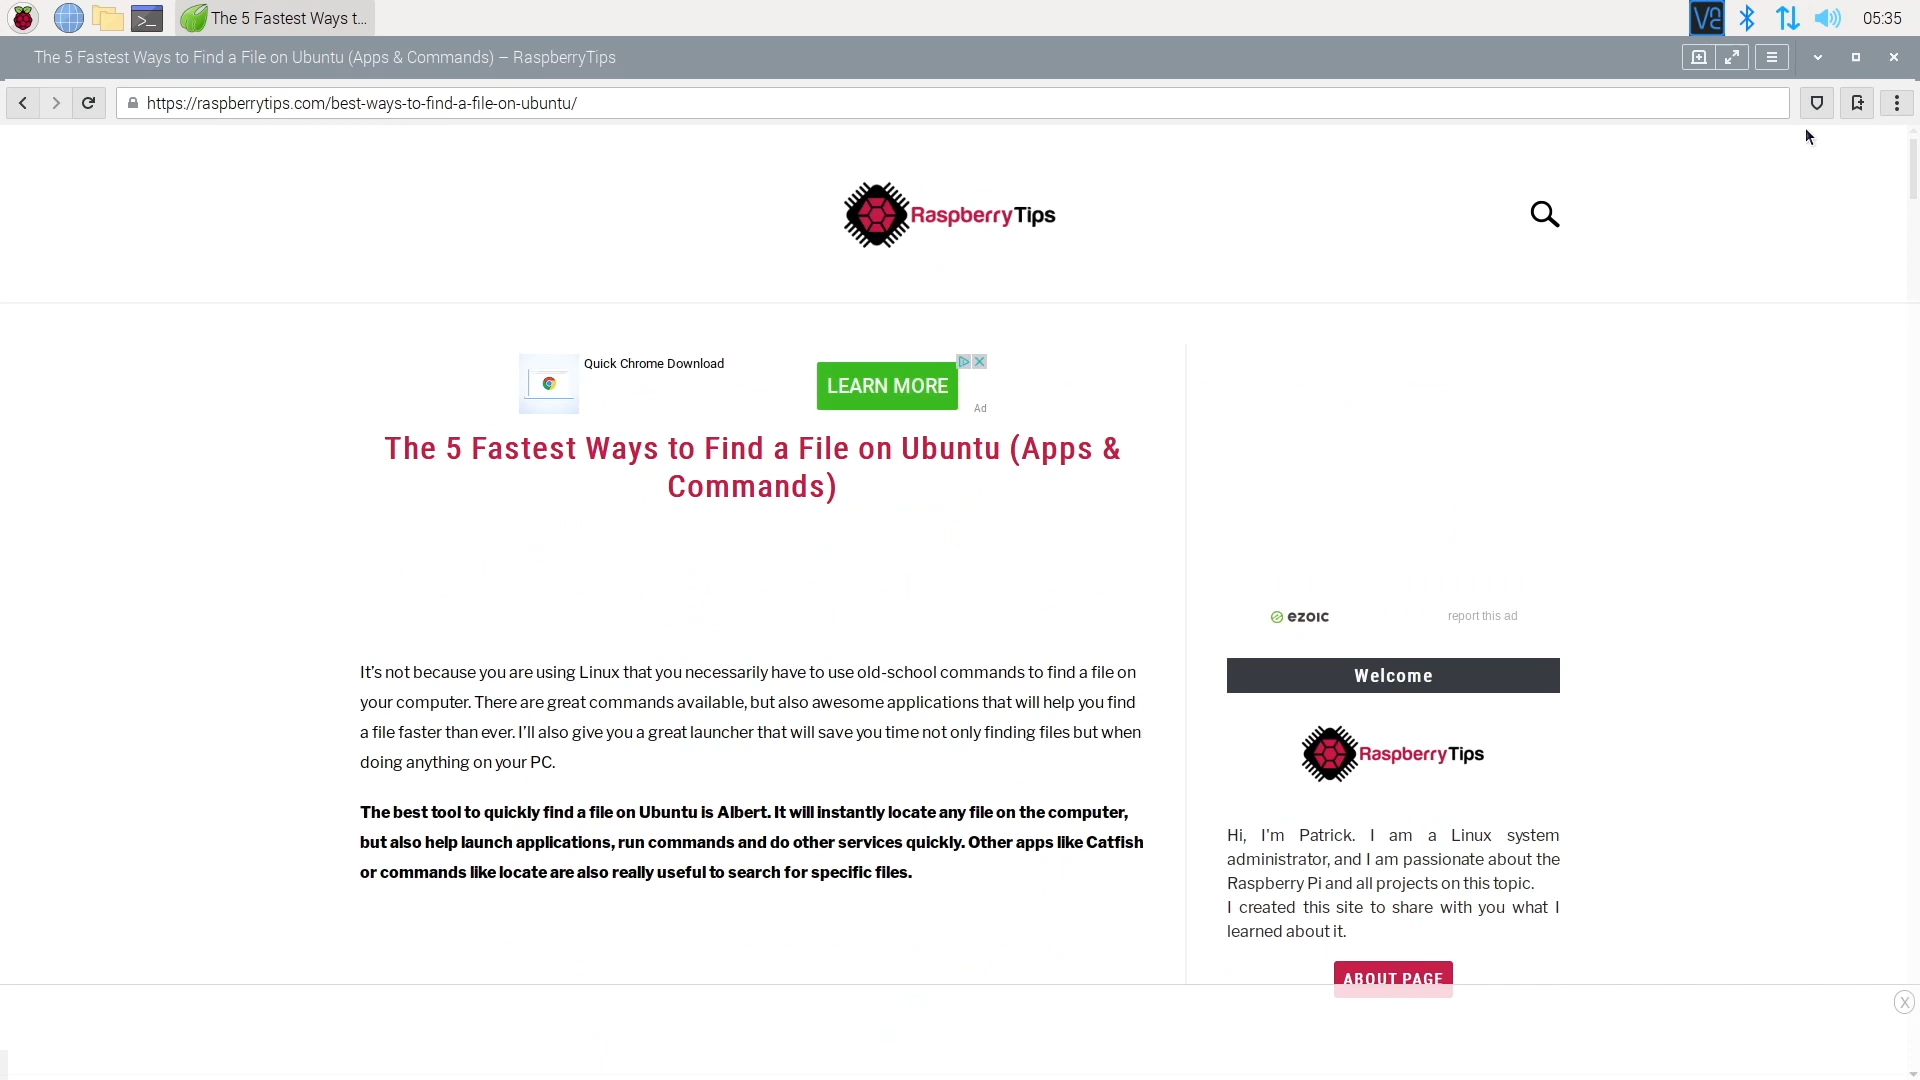 The 5 Fastest Ways t...
05:35
The 5 Fastest Ways to Find a File on Ubuntu (Apps & Commands) – RaspberryTips
https://raspberrytips.com/best-ways-to-find-a-file-on-ubuntu/
RaspberryTips
Quick Chrome Download
LEARN MORE
Ad
The 5 Fastest Ways to Find a File on Ubuntu (Apps &
Commands)
It's not because you are using Linux that you necessarily have to use old-school commands to find a file on
your computer. There are great commands available, but also awesome applications that will help you find
a file faster than ever. I'll also give you a great launcher that will save you time not only finding files but when
doing anything on your PC.
The best tool to quickly find a file on Ubuntu is Albert. It will instantly locate any file on the computer,
but also help launch applications, run commands and do other services quickly. Other apps like Catfish
or commands like locate are also really useful to search for specific files.
ezoic
report this ad
Welcome
RaspberryTips
Hi, I'm Patrick. I am a Linux system
administrator, and I am passionate about the
Raspberry Pi and all projects on this topic.
I created this site to share with you what I
learned about it.
ABOUT PAGE